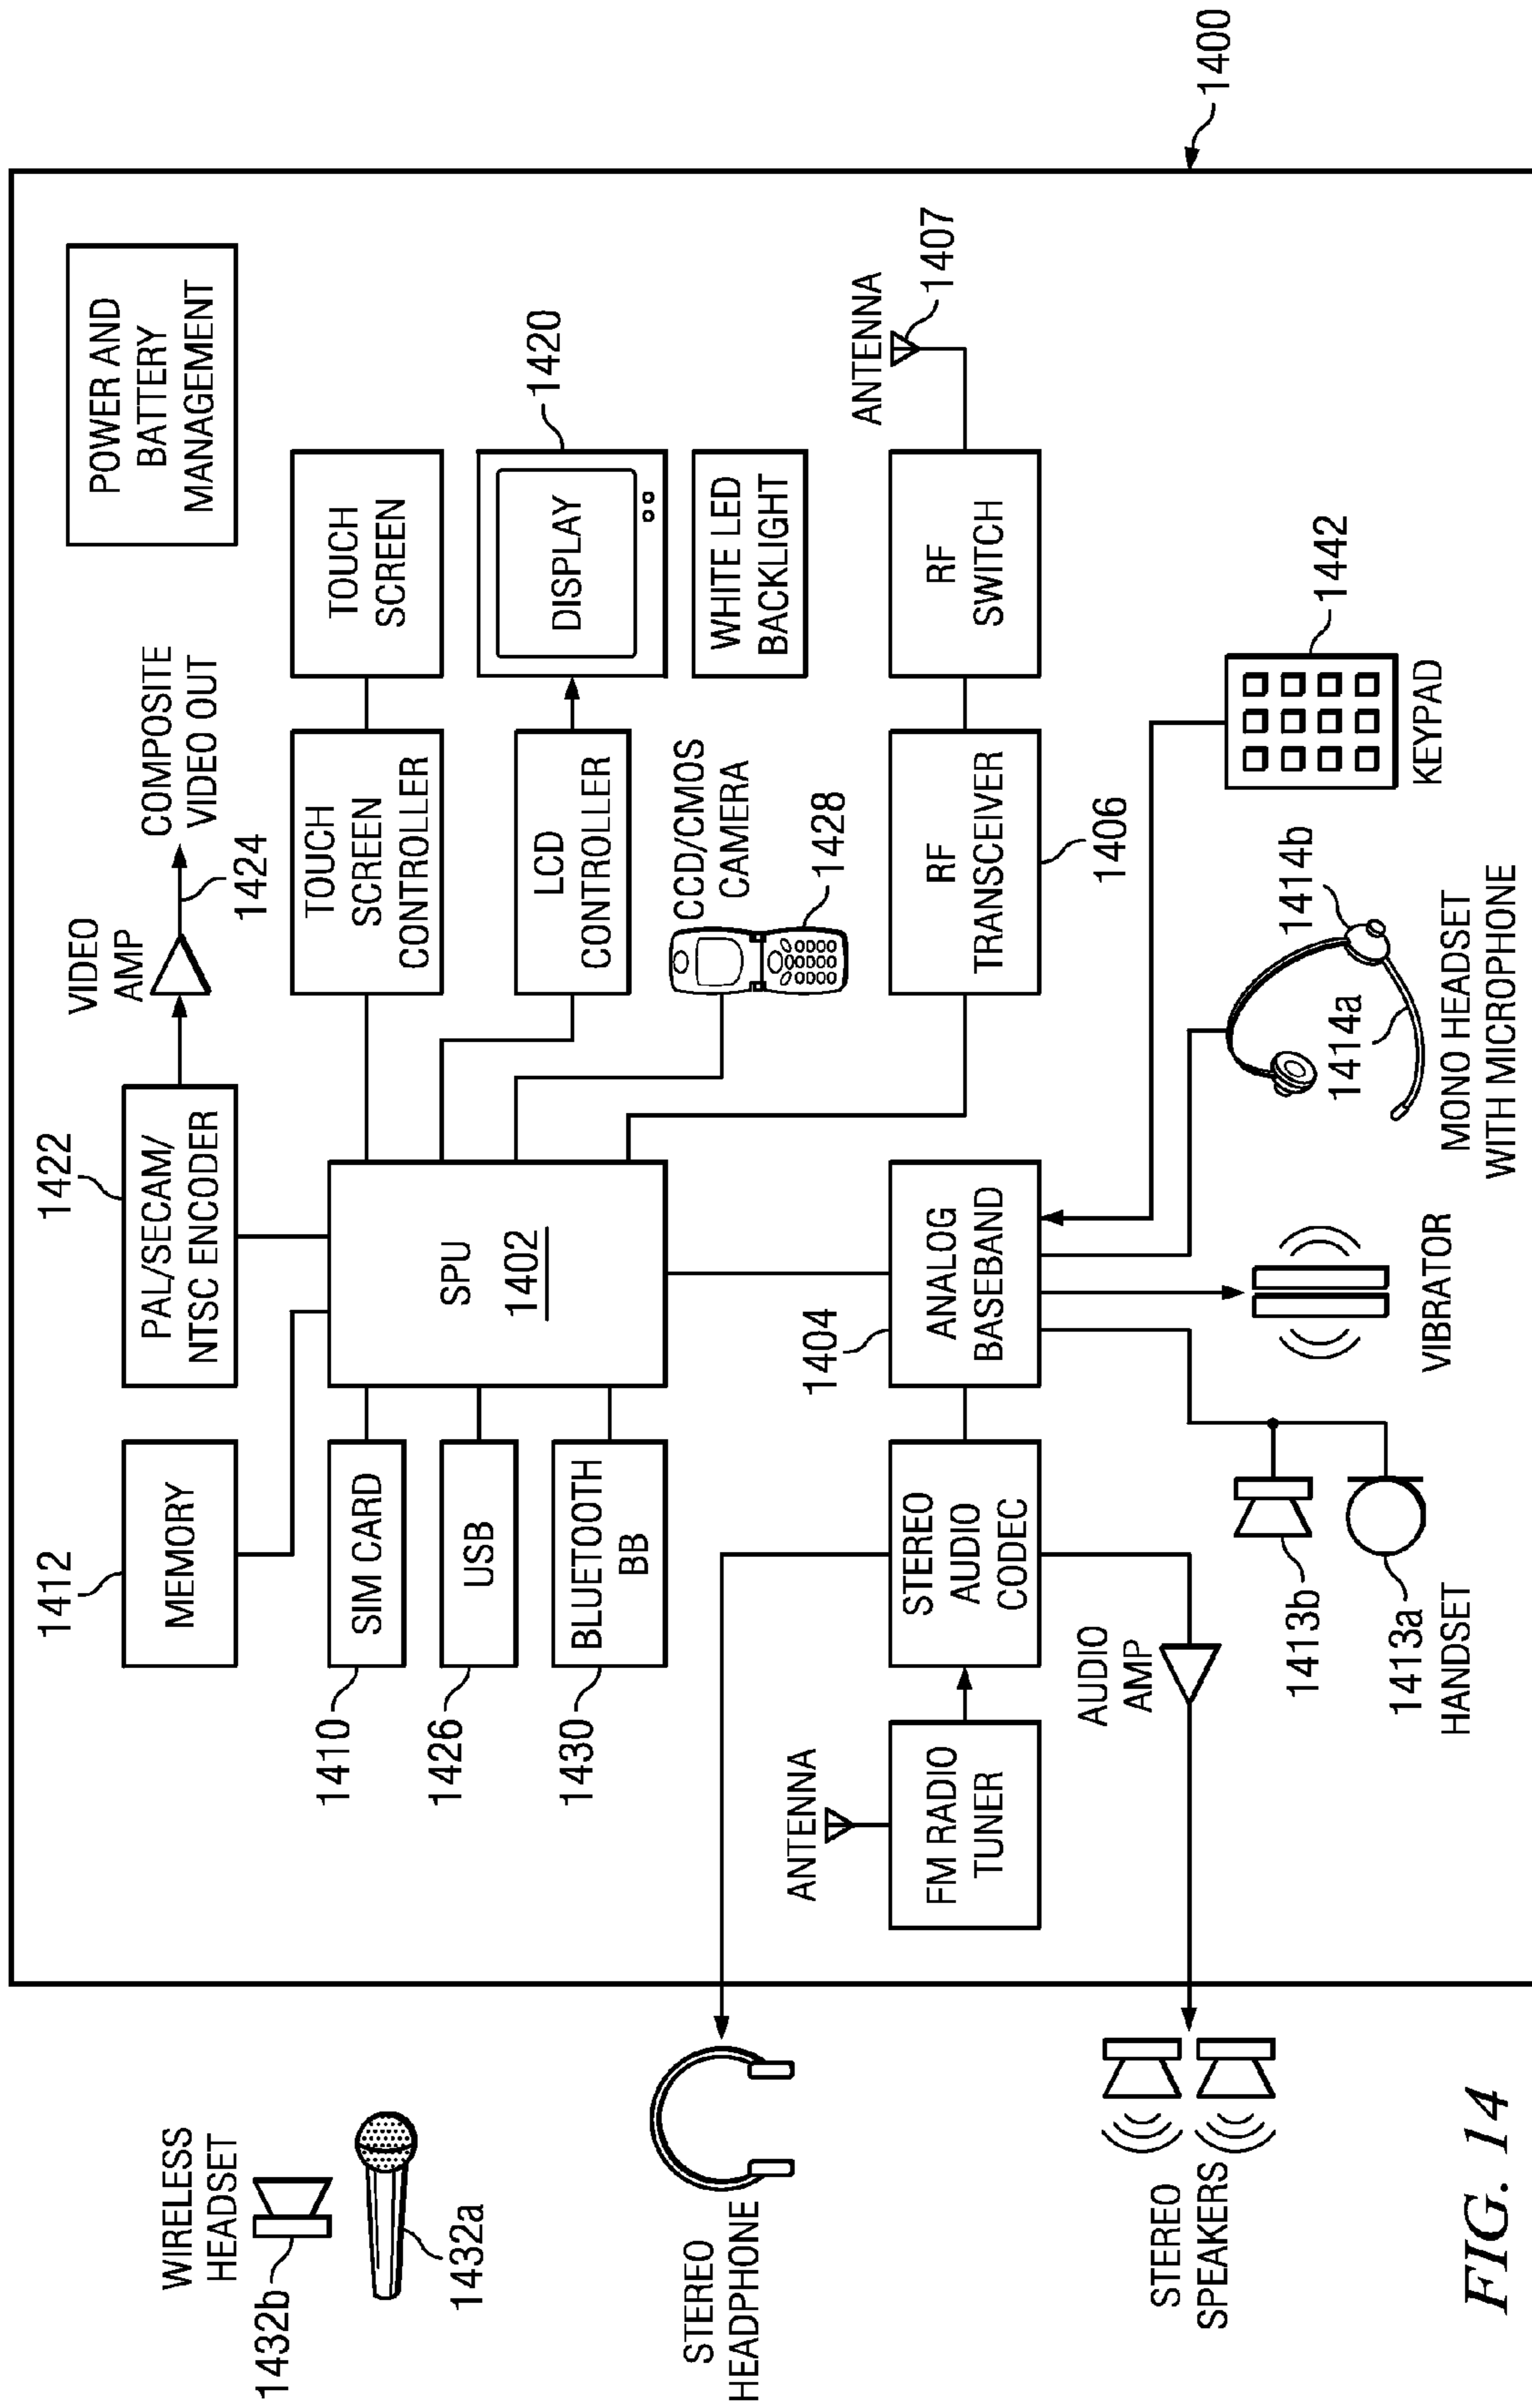 WIRELESS
HEADSET
1432b
1432a
STEREO
HEADPHONE
STEREO
SPEAKERS
1412
MEMORY
1422
PAL/SECAM/
NTSC ENCODER
VIDEO
AMP
1424
COMPOSITE
VIDEO OUT
POWER AND
BATTERY
MANAGEMENT
1410
SIM CARD
1426
USB
1430
BLUETOOTH
BB
SPU
1402
TOUCH
SCREEN
CONTROLLER
TOUCH
SCREEN
LCD
CONTROLLER
DISPLAY
1420
CCD/CMOS
CAMERA
1428
WHITE LED
BACKLIGHT
ANTENNA
FM RADIO
TUNER
STEREO
AUDIO
CODEC
1404
ANALOG
BASEBAND
RF
TRANSCEIVER
1406
RF
SWITCH
ANTENNA
1407
AUDIO
AMP
1413b
1413a
HANDSET
VIBRATOR
1414a
1414b
MONO HEADSET
WITH MICROPHONE
1442
KEYPAD
1400
FIG. 14